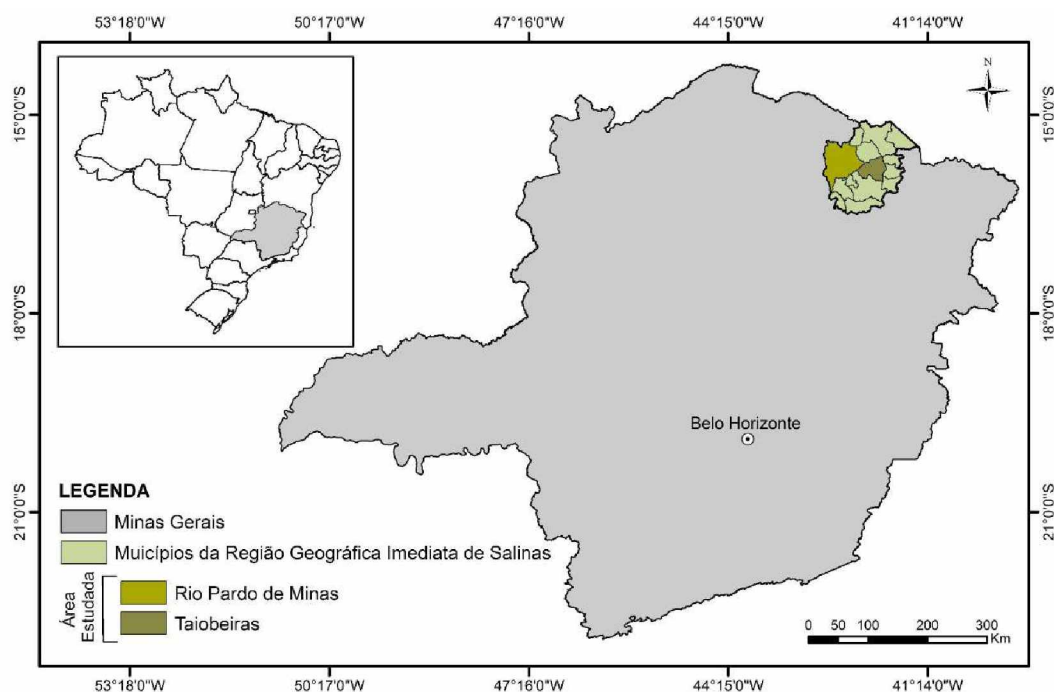 53°18'0"W 50°17'0"W 47°16'0"W 44°15'0"W 41°14'0"W
N
15°0'0"S 15°0'0"S
18°0'0"S 18°0'0"S
Belo Horizonte
LEGENDA
21°0'0"S 21°0'0"S
Minas Gerais
Muicípios da Região Geográfica Imediata de Salinas
Área
Estudada
Rio Pardo de Minas
Taiobeiras
0 50 100 200 300
Km
53°18'0"W 50°17'0"W 47°16'0"W 44°15'0"W 41°14'0"W